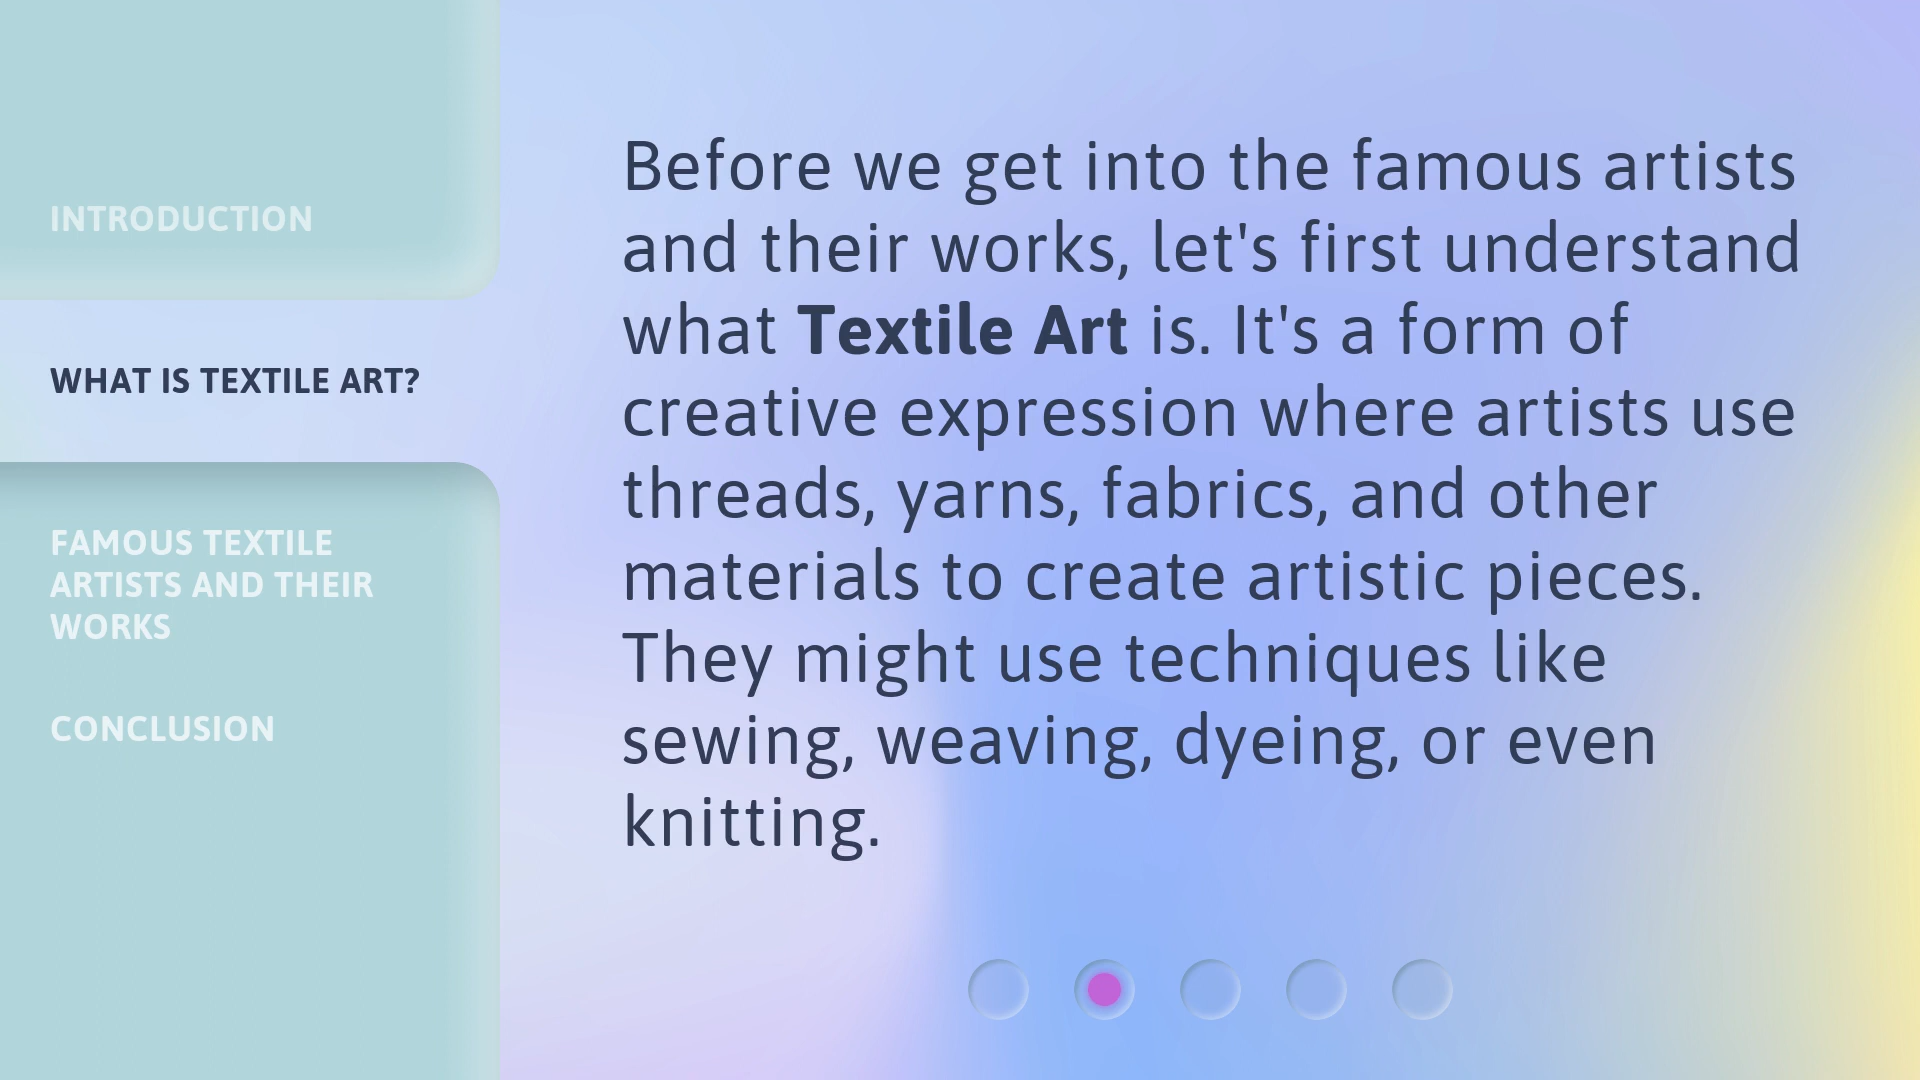 INTRODUCTION
WHAT IS TEXTILE ART?
FAMOUS TEXTILE
ARTISTS AND THEIR
WORKS
CONCLUSION
Before we get into the famous artists
and their works, let's first understand
what Textile Art is. It's a form of
creative expression where artists use
threads, yarns, fabrics, and other
materials to create artistic pieces.
They might use techniques like
sewing, weaving, dyeing, or even
knitting.